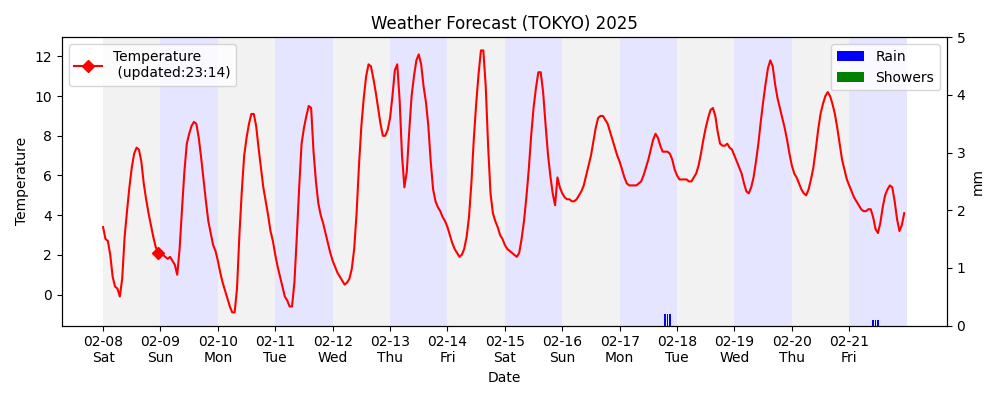 Weather Forecast (TOKYO) 2025
Temperature
(updated:23:14)
Rain
Showers
Temperature
12
10
8
6
4
2
0
5
4
3
2
1
0
mm
02-08 02-09 02-10 02-11 02-12 02-13 02-14 02-15 02-16 02-17 02-18 02-19 02-20 02-21
Sat Sun Mon Tue Wed Thu Fri Sat Sun Mon Tue Wed Thu Fri
Date